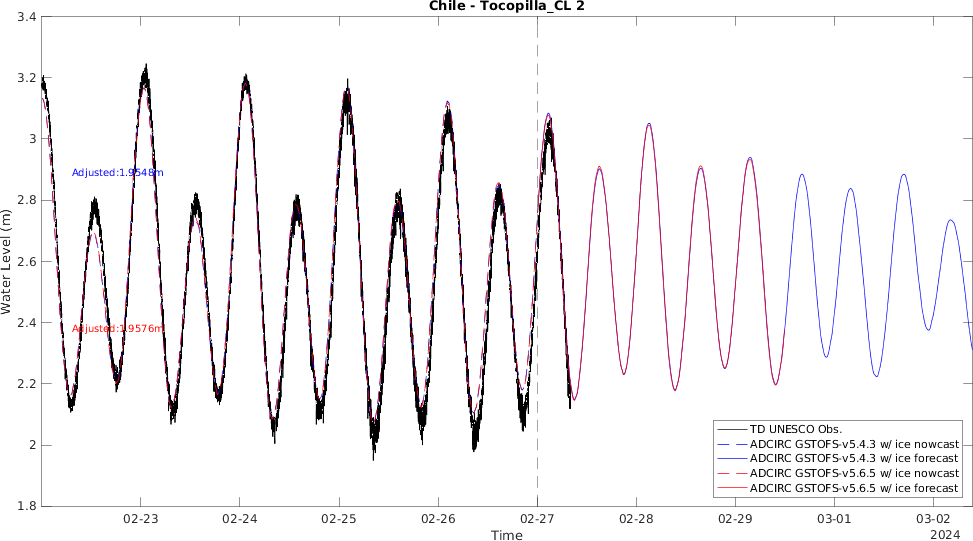 Chile - Tocopilla_CL 2
3.4
3.2
3
2.8
2.6
2.4
2.2
2
1.8
Water Level (m)
Adjusted:1.9548m
Adjusted:1.9576m
TD UNESCO Obs.
ADCIRC GSTOFS-v5.4.3 w/ ice nowcast
ADCIRC GSTOFS-v5.4.3 w/ ice forecast
ADCIRC GSTOFS-v5.6.5 w/ ice nowcast
ADCIRC GSTOFS-v5.6.5 w/ ice forecast
02-23 02-24 02-25 02-26 02-27 02-28 02-29 03-01 03-02
Time
2024